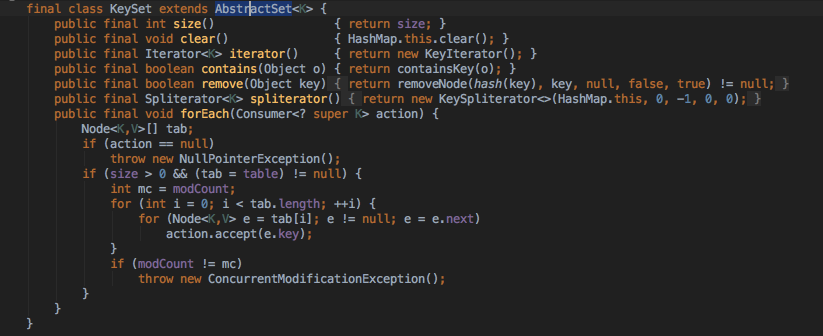 final class KeySet extends AbstractSet<K> {
    public final int size()                 { return size; }
    public final void clear()               { HashMap.this.clear(); }
    public final Iterator<K> iterator()     { return new KeyIterator(); }
    public final boolean contains(Object o) { return containsKey(o); }
    public final boolean remove(Object key) { return removeNode(hash(key), key, null, false, true) != null; }
    public final Spliterator<K> spliterator() { return new KeySpliterator<>(HashMap.this, 0, -1, 0, 0); }
    public final void forEach(Consumer<? super K> action) {
        Node<K,V>[] tab;
        if (action == null)
            throw new NullPointerException();
        if (size > 0 && (tab = table) != null) {
            int mc = modCount;
            for (int i = 0; i < tab.length; ++i) {
                for (Node<K,V> e = tab[i]; e != null; e = e.next)
                    action.accept(e.key);
            }
            if (modCount != mc)
                throw new ConcurrentModificationException();
        }
    }
}